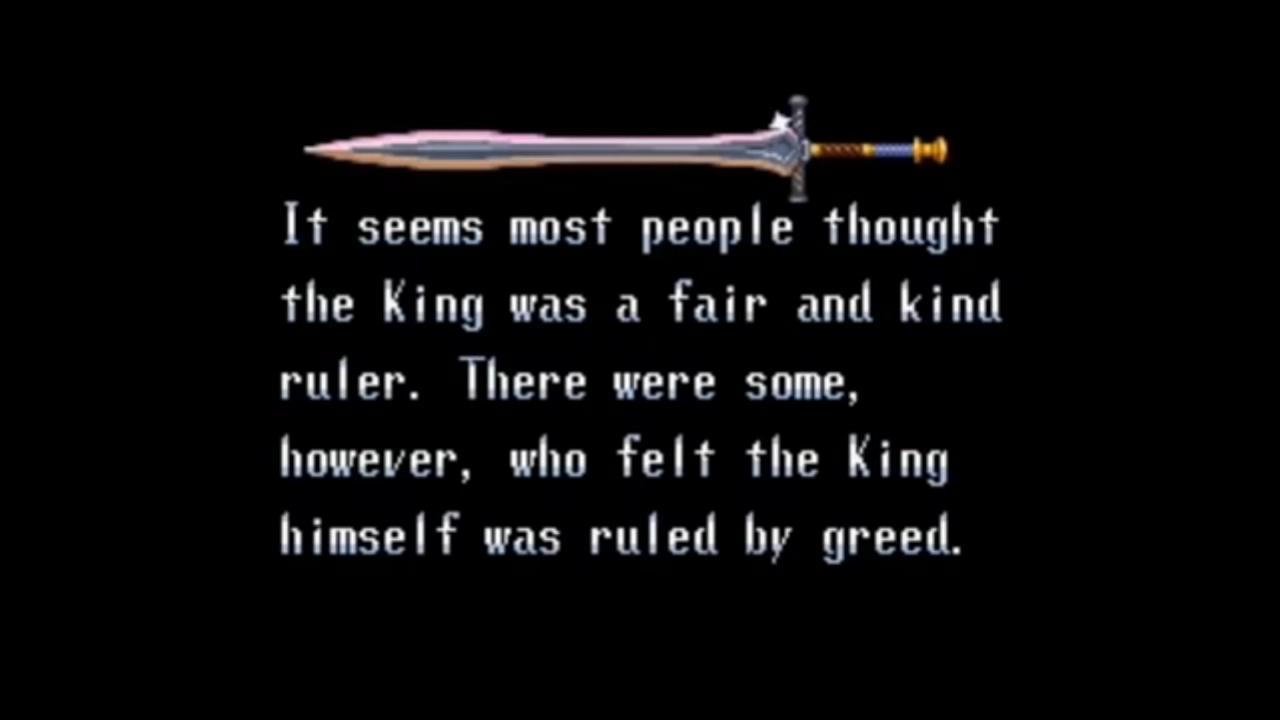 It seems most people thought
the King was a fair and kind
ruler. There were some,
however, who felt the King
himself was ruled by greed.